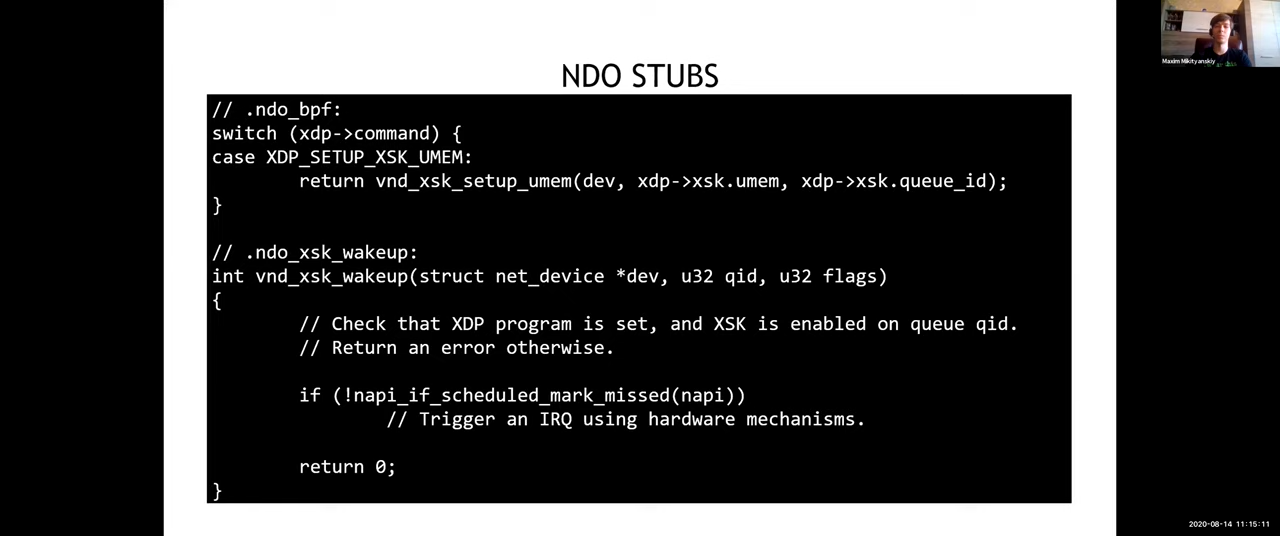 NDO STUBS
// .ndo_bpf:
switch (xdp->command) {
case XDP_SETUP_XSK_UMEM:
return vnd_xsk_setup_umem(dev, xdp->xsk.umem, xdp->xsk.queue_id);
}
// .ndo_xsk_wakeup:
int vnd_xsk_wakeup(struct net_device *dev, u32 qid, u32 flags)
{
// Check that XDP program is set, and XSK is enabled on queue qid.
// Return an error otherwise.
if (!napi_if_scheduled_mark_missed(napi))
// Trigger an IRQ using hardware mechanisms.
return 0;
}
Maxim Mikityanskiy
2020-08-14 11:15:11